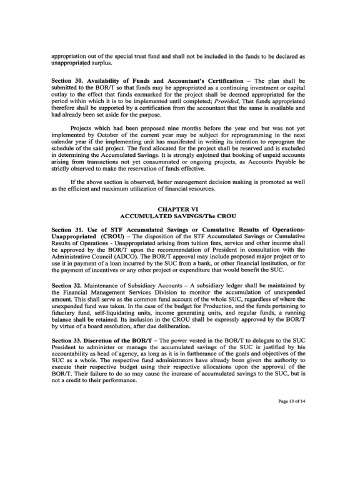 appropriation out of the special trust fund and shall not be included in the funds to be declared as
unappropriated surplus.
Section 30. Availability of Funds and Accountant's Certification – The plan shall be
submitted to the BOR/T so that funds may be appropriated as a continuing investment or capital
outlay to the effect that funds earmarked for the project shall be deemed appropriated for the
period within which it is to be implemented until completed; Provided, That funds appropriated
therefore shall be supported by a certification from the accountant that the same is available and
had already been set aside for the purpose.
Projects which had been proposed nine months before the year end but was not yet
implemented by October of the current year may be subject for reprogramming in the next
calendar year if the implementing unit has manifested in writing its intention to reprogram the
schedule of the said project. The fund allocated for the project shall be reserved and is excluded
in determining the Accumulated Savings. It is strongly enjoined that booking of unpaid accounts
arising from transactions not yet consummated or ongoing projects, as Accounts Payable be
strictly observed to make the reservation of funds effective.
If the above section is observed, better management decision making is promoted as well
as the efficient and maximum utilization of financial resources.
CHAPTER VI
ACCUMULATED SAVINGS/The CROU
Section 31. Use of STF Accumulated Savings or Cumulative Results of Operations-
Unappropriated (CROU) – The disposition of the STF Accumulated Savings or Cumulative
Results of Operations - Unappropriated arising from tuition fees, service and other income shall
be approved by the BOR/T upon the recommendation of President in consultation with the
Administrative Council (ADCO). The BOR/T approval may include proposed major project or to
use it in payment of a loan incurred by the SUC from a bank, or other financial institution, or for
the payment of incentives or any other project or expenditure that would benefit the SUC.
Section 32. Maintenance of Subsidiary Accounts – A subsidiary ledger shall be maintained by
the Financial Management Services Division to monitor the accumulation of unexpended
amount. This shall serve as the common fund account of the whole SUC, regardless of where the
unexpended fund was taken. In the case of the budget for Production, and the funds pertaining to
fiduciary fund, self-liquidating units, income generating units, and regular funds, a running
balance shall be retained. Its inclusion in the CROU shall be expressly approved by the BOR/T
by virtue of a board resolution, after due deliberation.
Section 33. Discretion of the BOR/T – The power vested in the BOR/T to delegate to the SUC
President to administer or manage the accumulated savings of the SUC is justified by his
accountability as head of agency, as long as it is in furtherance of the goals and objectives of the
SUC as a whole. The respective fund administrators have already been given the authority to
execute their respective budget using their respective allocations upon the approval of the
BOR/T. Their failure to do so may cause the increase of accumulated savings to the SUC, but is
not a credit to their performance.
Page 13 of 14